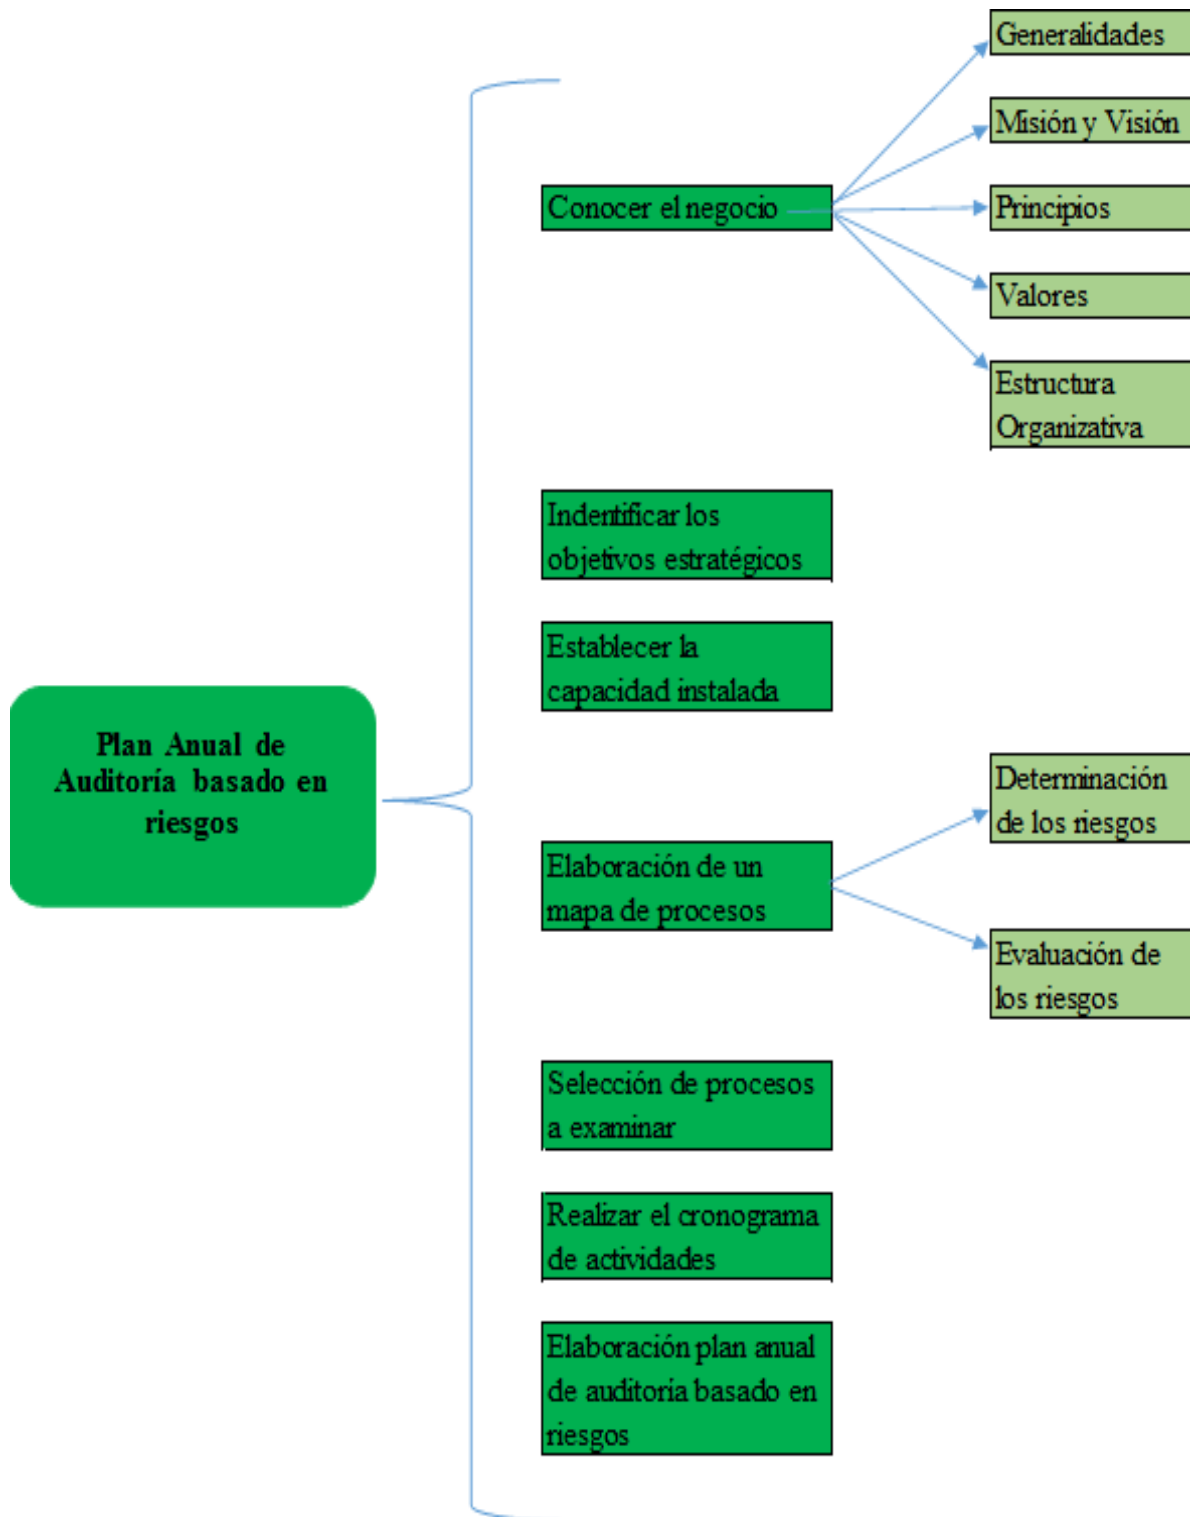 Plan Anual de
Auditoría basado en
riesgos
Conocer el negocio
Generalidades
Misión y Visión
Principios
Valores
Estructura
Organizativa
Indentificar los
objetivos estratégicos
Establecer la
capacidad instalada
Elaboración de un
mapa de procesos
Determinación
de los riesgos
Evaluación de
los riesgos
Selección de procesos
a examinar
Realizar el cronograma
de actividades
Elaboración plan anual
de auditoría basado en
riesgos